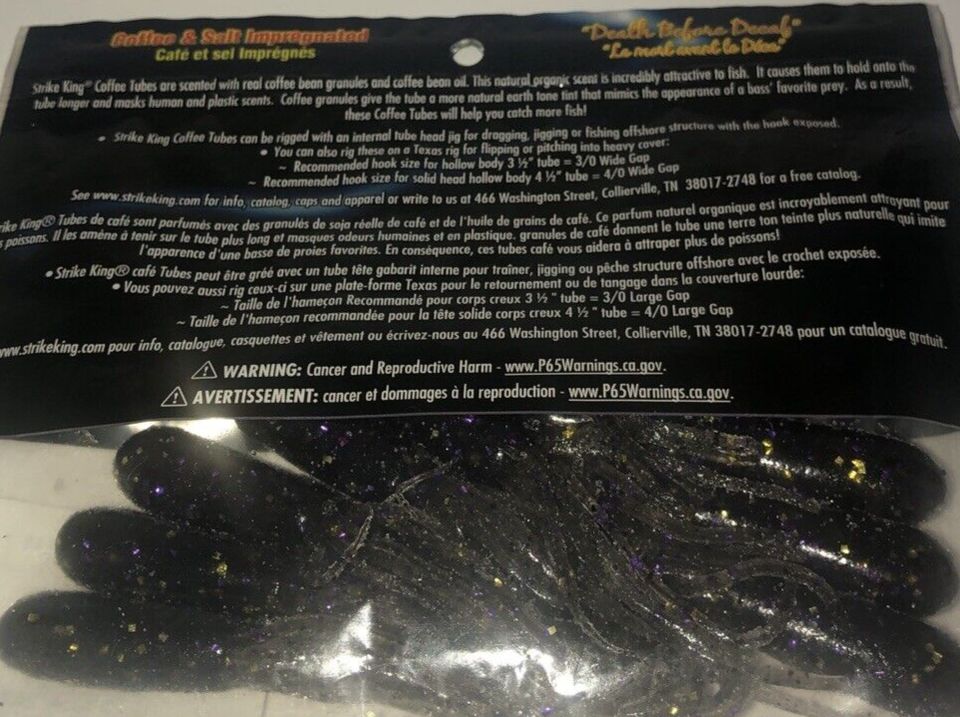 Coffee & Salt Impregnated
Café et sel Imprégnés
"Death Before Decaf"
"La mort avant le Déca"
Strike King® Coffee Tubes are scented with real coffee bean granules and coffee bean oil. This natural organic scent is incredibly attractive to fish. It causes them to hold onto the
tube longer and masks human and plastic scents. Coffee granules give the tube a more natural earth tone tint that mimics the appearance of a bass' favorite prey. As a result,
these Coffee Tubes will help you catch more fish!
• Strike King Coffee Tubes can be rigged with an internal tube head jig for dragging, jigging or fishing offshore structure with the hook exposed.
• You can also rig these on a Texas rig for flipping or pitching into heavy cover:
~ Recommended hook size for hollow body 3 ½" tube = 3/0 Wide Gap
~ Recommended hook size for solid head hollow body 4 ½" tube = 4/0 Wide Gap
See www.strikeking.com for info, catalog, caps and apparel or write to us at 466 Washington Street, Collierville, TN 38017-2748 for a free catalog.
rike King® Tubes de café sont parfumés avec des granulés de soja réelle de café et de l'huile de grains de café. Ce parfum naturel organique est incroyablement attrayant pour
s poissons. Il les amène à tenir sur le tube plus long et masques odeurs humaines et en plastique. granules de café donnent le tube une terre ton teinte plus naturelle qui imite
l'apparence d'une basse de proies favorites. En conséquence, ces tubes café vous aidera à attraper plus de poissons!
• Strike King® café Tubes peut être gréé avec un tube tête gabarit interne pour traîner, jigging ou pêche structure offshore avec le crochet exposée.
• Vous pouvez aussi rig ceux-ci sur une plate-forme Texas pour le retournement ou de tangage dans la couverture lourde:
~ Taille de l'hameçon Recommandé pour corps creux 3 ½ " tube = 3/0 Large Gap
~ Taille de l'hameçon recommandée pour la tête solide corps creux 4 ½ " tube = 4/0 Large Gap
www.strikeking.com pour info, catalogue, casquettes et vêtement ou écrivez-nous au 466 Washington Street, Collierville, TN 38017-2748 pour un catalogue gratuit.
WARNING: Cancer and Reproductive Harm - www.P65Warnings.ca.gov.
AVERTISSEMENT: cancer et dommages à la reproduction - www.P65Warnings.ca.gov.